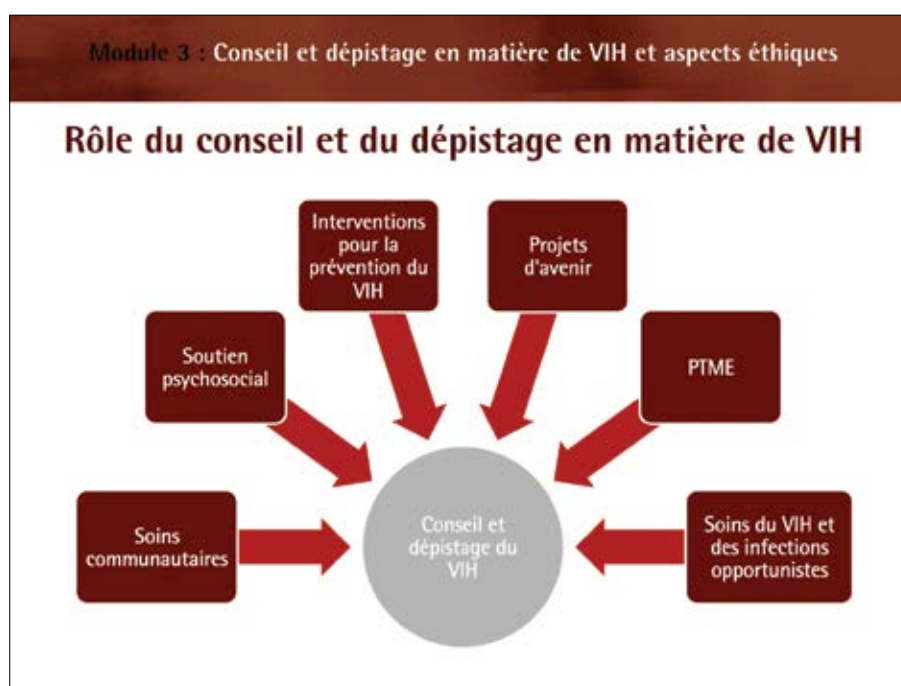 Module 3 : Conseil et dépistage en matière de VIH et aspects éthiques
Rôle du conseil et du dépistage en matière de VIH
Interventions
pour la
prévention du
VIH
Projets
d'avenir
Soutien
psychosocial
PTME
Soins
communautaires
Conseil et
dépistage du
VIH
Soins du VIH et
des infections
opportunistes